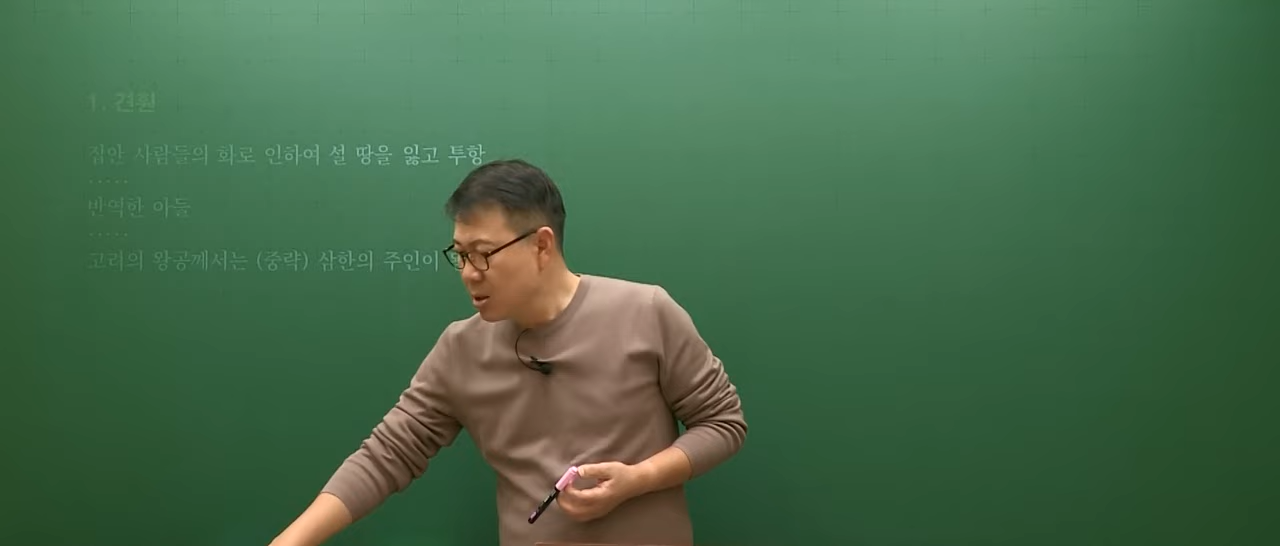 1. 견훤
집안 사람들의 화로 인하여 설 땅을 잃고 투항
.....
반역한 아들
.....
고려의 왕공께서는 (중략) 삼한의 주인이